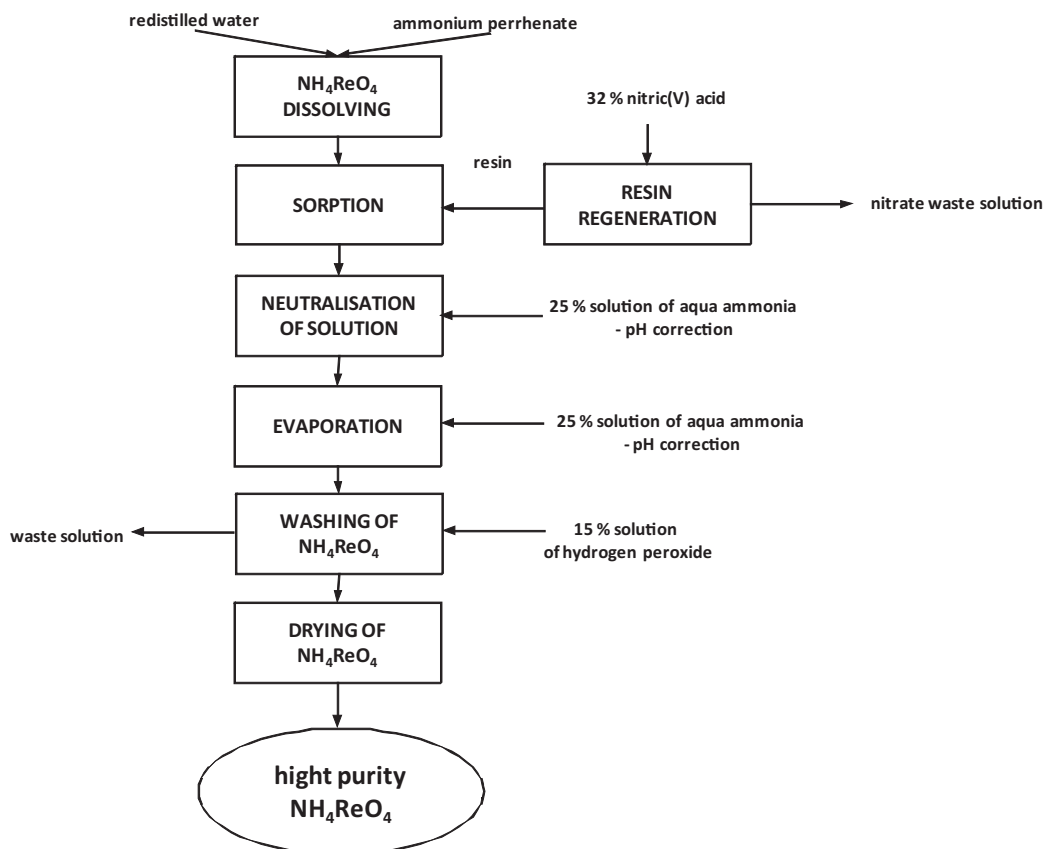 redistilled water
ammonium perrhenate
NH₄ReO₄
DISSOLVING
32 % nitric(V) acid
resin
SORPTION
RESIN
REGENERATION
nitrate waste solution
NEUTRALISATION
OF SOLUTION
25 % solution of aqua ammonia
- pH correction
EVAPORATION
25 % solution of aqua ammonia
- pH correction
waste solution
WASHING OF
NH₄ReO₄
15 % solution
of hydrogen peroxide
DRYING OF
NH₄ReO₄
hight purity
NH₄ReO₄